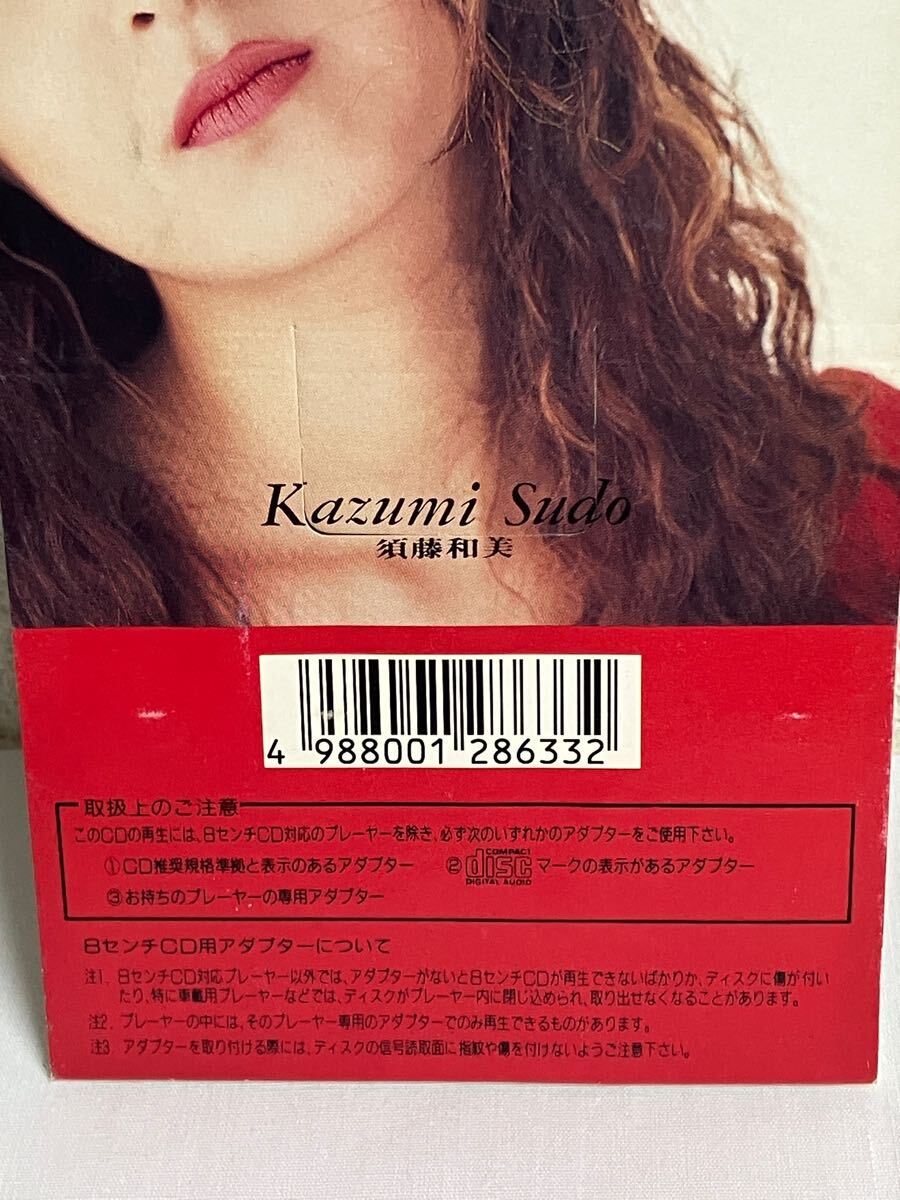 Kazumi Sudo
須藤和美
4 988001 286332
取扱上のご注意
このCDの再生には、8センチCD対応のプレーヤーを除き、必ず次のいずれかのアダプターをご使用下さい。
①CD推奨規格準拠と表示のあるアダプター ②COMPACT disc DIGITAL AUDIO マークの表示があるアダプター
③お持ちのプレーヤーの専用アダプター
8センチCD用アダプターについて
注1. 8センチCD対応プレーヤー以外では、アダプターがないと8センチCDが再生できないばかりか、ディスクに傷が付い
たり、特に車載用プレーヤーなどでは、ディスクがプレーヤー内に閉じ込められ、取り出せなくなることがあります。
注2. プレーヤーの中には、そのプレーヤー専用のアダプターでのみ再生できるものがあります。
注3. アダプターを取り付ける際には、ディスクの信号読取面に指紋や傷を付けないようご注意下さい。